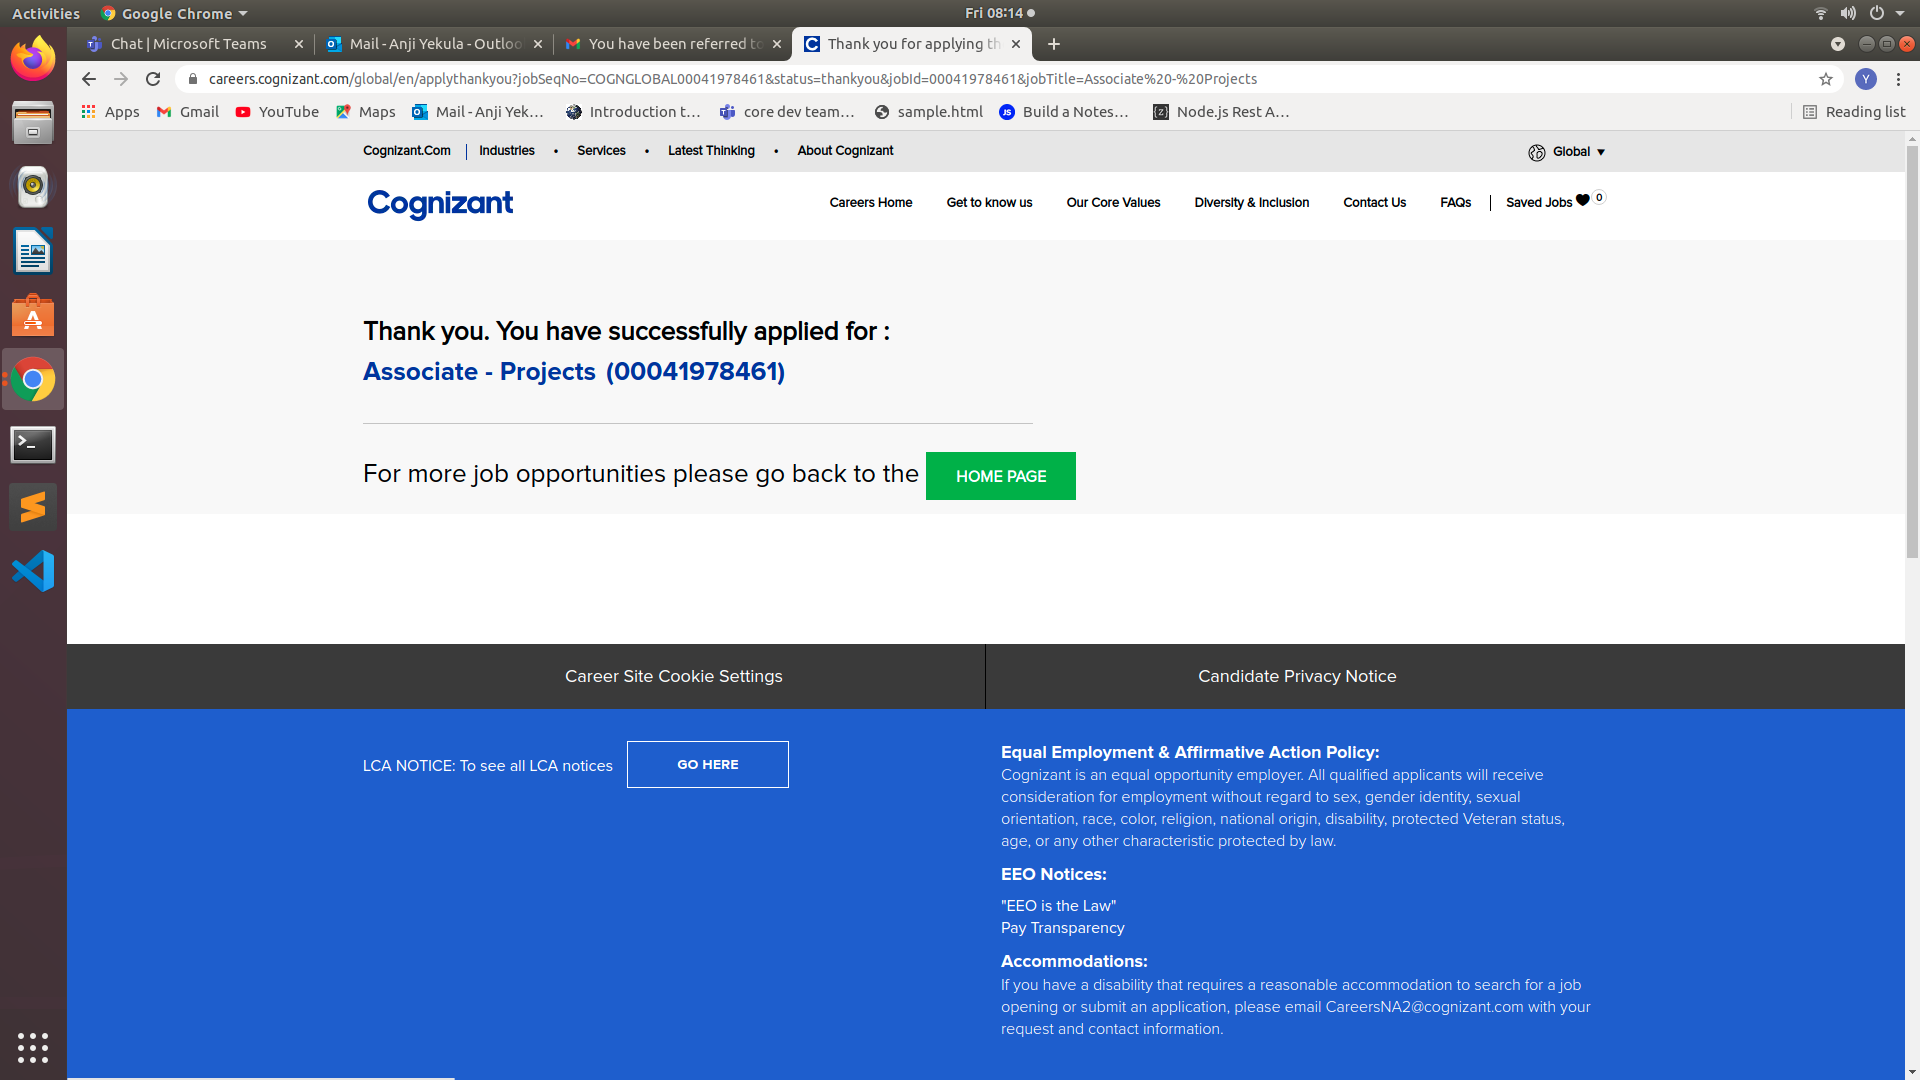 Activities Google Chrome Fri 08:14
Chat | Microsoft Teams Mail - Anji Yekula - Outloo You have been referred to Thank you for applying th
careers.cognizant.com/global/en/applythankyou?jobSeqNo=COGNGLOBAL00041978461&status=thankyou&jobId=00041978461&jobTitle=Associate%20-%20Projects Y
Apps Gmail YouTube Maps Mail - Anji Yek... Introduction t... core dev team... sample.html JS Build a Notes... Node.js Rest A... Reading list
Cognizant.Com | Industries • Services • Latest Thinking • About Cognizant Global
Cognizant Careers Home Get to know us Our Core Values Diversity & Inclusion Contact Us FAQs | Saved Jobs 0
Thank you. You have successfully applied for :
Associate - Projects (00041978461)
For more job opportunities please go back to the HOME PAGE
Career Site Cookie Settings Candidate Privacy Notice
LCA NOTICE: To see all LCA notices GO HERE
Equal Employment & Affirmative Action Policy:
Cognizant is an equal opportunity employer. All qualified applicants will receive
consideration for employment without regard to sex, gender identity, sexual
orientation, race, color, religion, national origin, disability, protected Veteran status,
age, or any other characteristic protected by law.
EEO Notices:
"EEO is the Law"
Pay Transparency
Accommodations:
If you have a disability that requires a reasonable accommodation to search for a job
opening or submit an application, please email CareersNA2@cognizant.com with your
request and contact information.